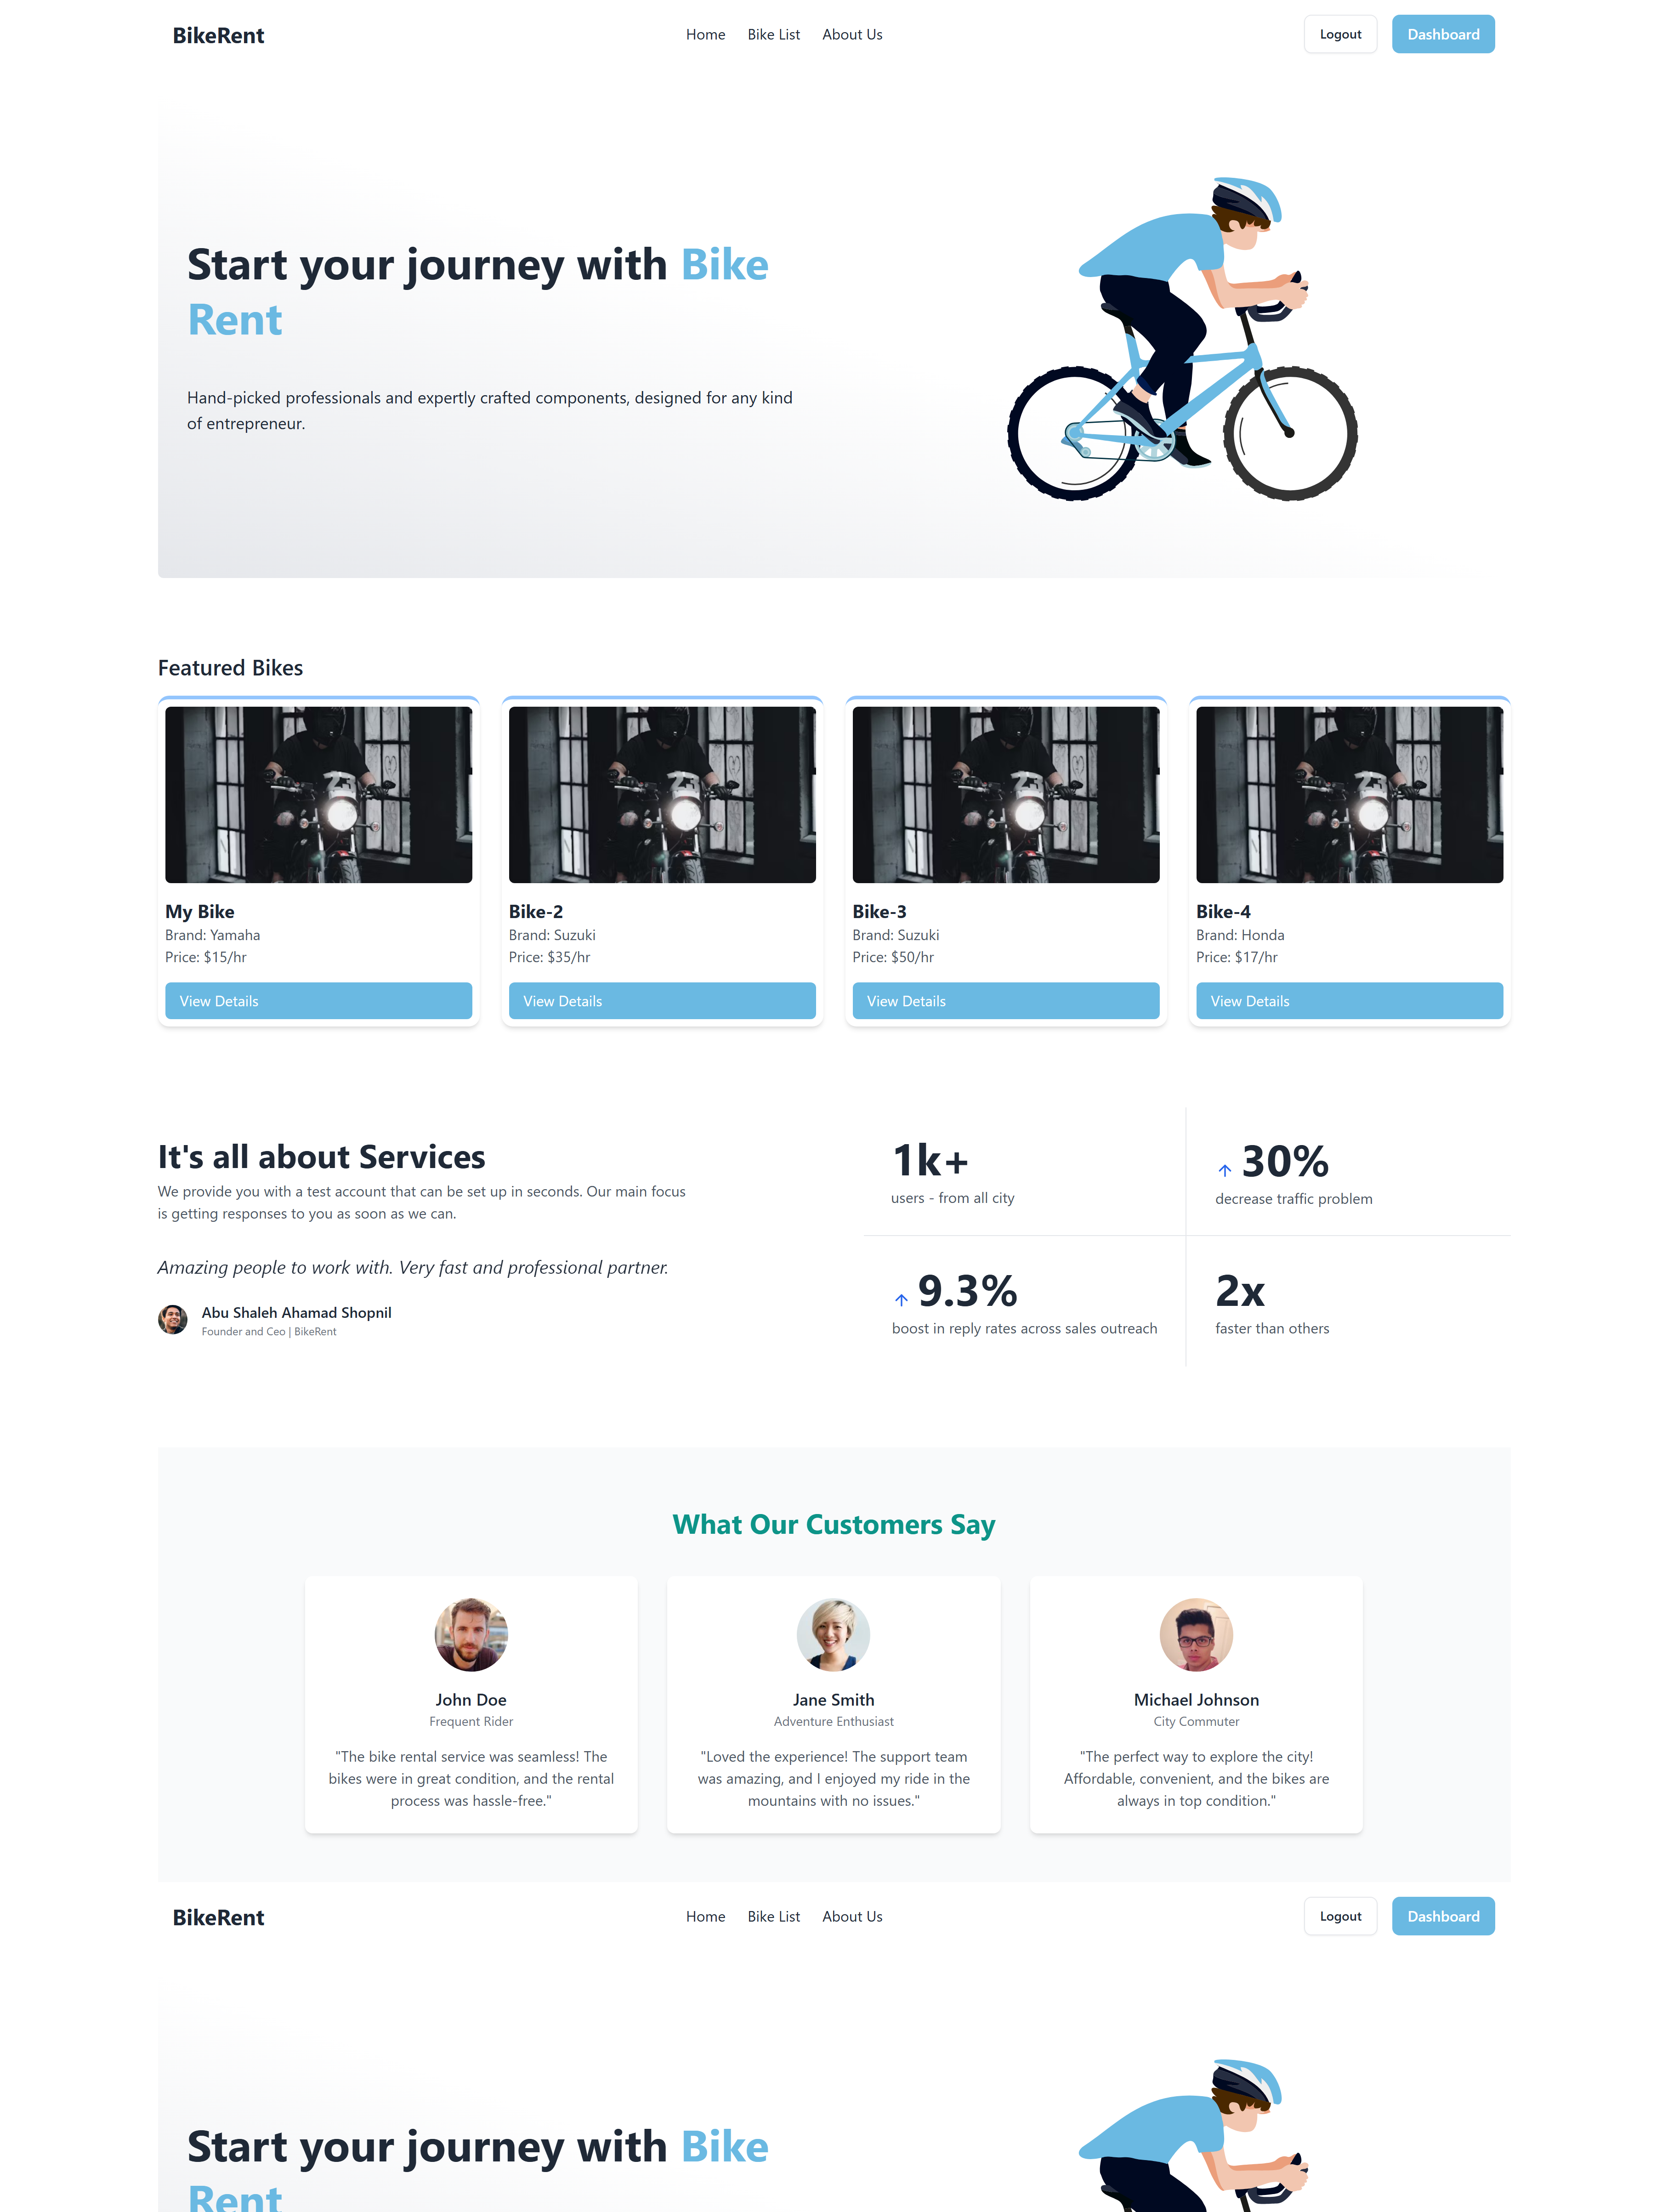 BikeRent
Home
Bike List
About Us
Logout
Dashboard
Start your journey with Bike
Rent
Hand-picked professionals and expertly crafted components, designed for any kind
of entrepreneur.
Featured Bikes
My Bike
Brand: Yamaha
Price: $15/hr
View Details
Bike-2
Brand: Suzuki
Price: $35/hr
View Details
Bike-3
Brand: Suzuki
Price: $50/hr
View Details
Bike-4
Brand: Honda
Price: $17/hr
View Details
It's all about Services
We provide you with a test account that can be set up in seconds. Our main focus
is getting responses to you as soon as we can.
Amazing people to work with. Very fast and professional partner.
Abu Shaleh Ahamad Shopnil
Founder and Ceo | BikeRent
1k+
users - from all city
30%
decrease traffic problem
9.3%
boost in reply rates across sales outreach
2x
faster than others
What Our Customers Say
John Doe
Frequent Rider
"The bike rental service was seamless! The
bikes were in great condition, and the rental
process was hassle-free."
Jane Smith
Adventure Enthusiast
"Loved the experience! The support team
was amazing, and I enjoyed my ride in the
mountains with no issues."
Michael Johnson
City Commuter
"The perfect way to explore the city!
Affordable, convenient, and the bikes are
always in top condition."
BikeRent
Home
Bike List
About Us
Logout
Dashboard
Start your journey with Bike
Rent